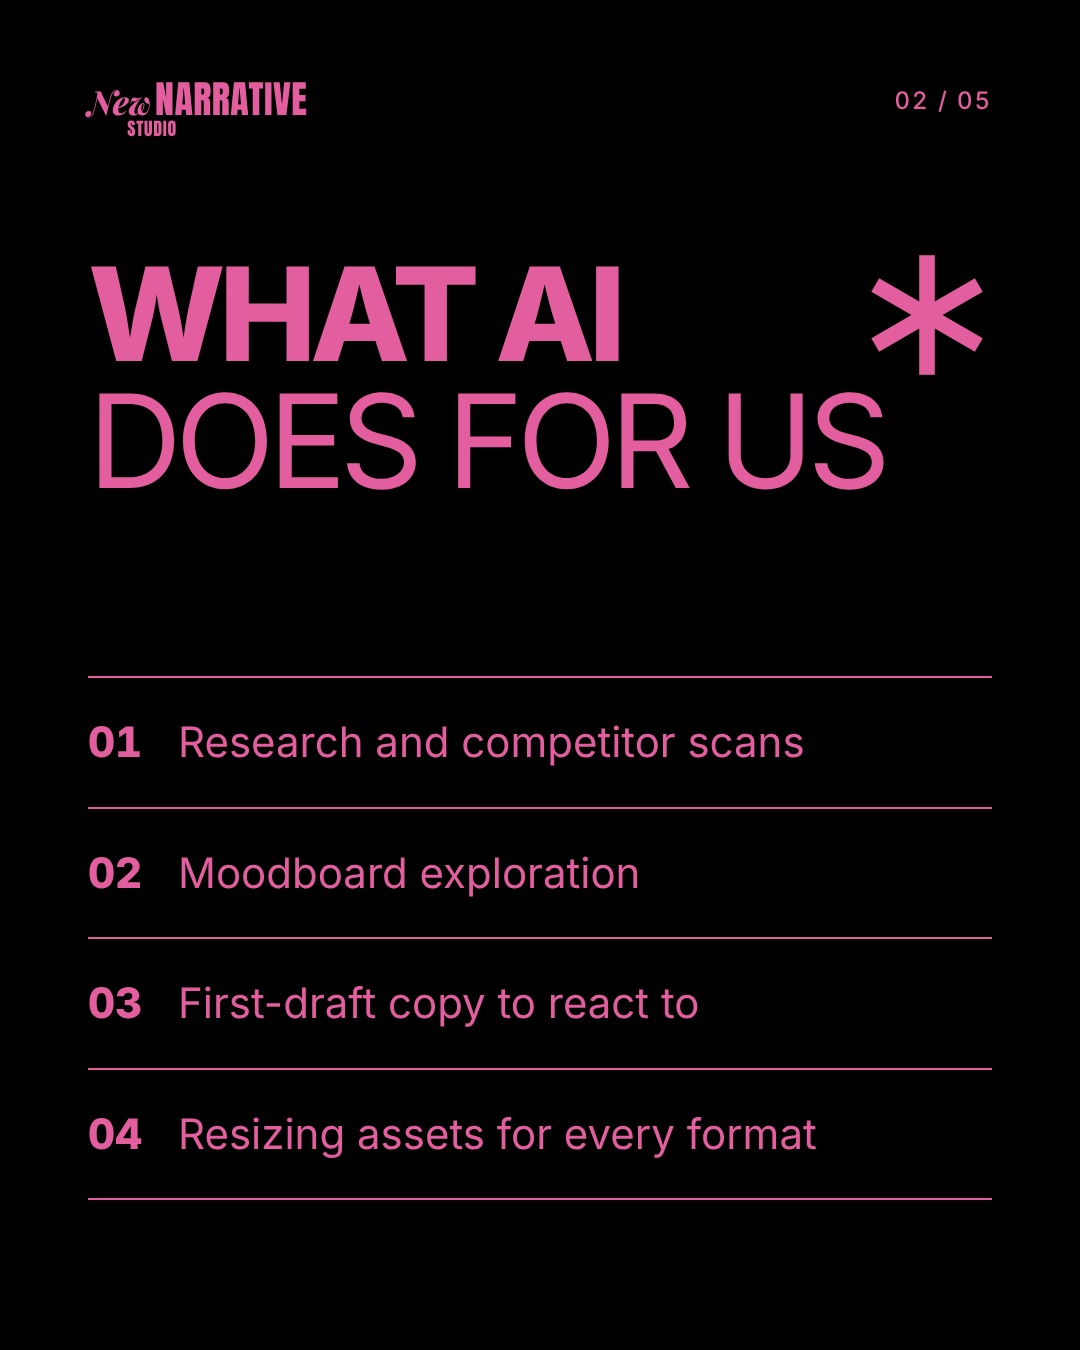 New NARRATIVE
STUDIO
02 / 05
WHAT AI
DOES FOR US
01 Research and competitor scans
02 Moodboard exploration
03 First-draft copy to react to
04 Resizing assets for every format